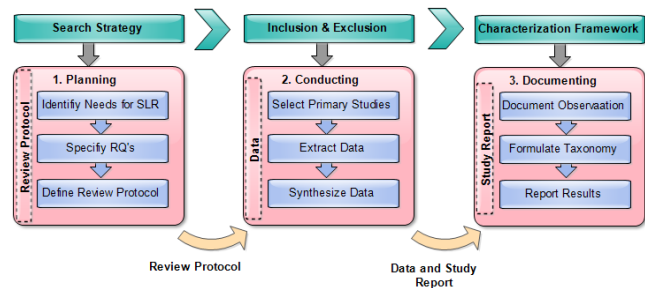 Search Strategy
Inclusion & Exclusion
Characterization Framework
1. Planning
Review Protocol
Identifiy Needs for SLR
Specify RQ's
Define Review Protocol
2. Conducting
Data
Select Primary Studies
Extract Data
Synthesize Data
3. Documenting
Study Report
Document Observaation
Formulate Taxonomy
Report Results
Review Protocol
Data and Study
Report